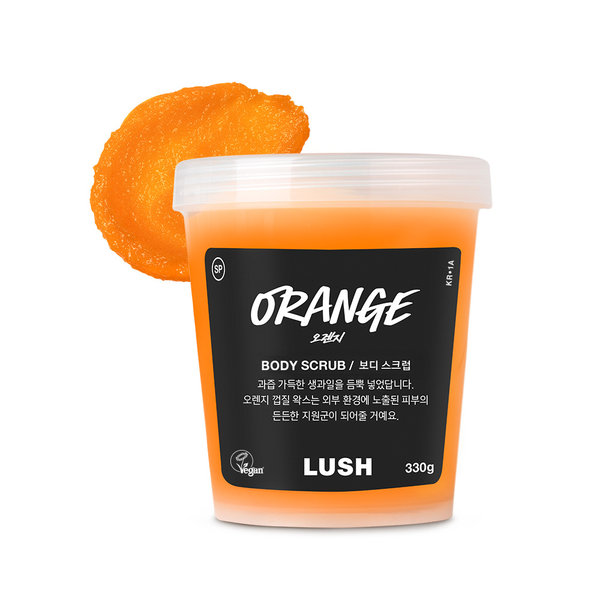 SP
KR•1A
ORANGE
오렌지
BODY SCRUB / 보디 스크럽
과즙 가득한 생과일을 듬뿍 넣었답니다.
오렌지 껍질 왁스는 외부 환경에 노출된 피부의
든든한 지원군이 되어줄 거예요.
Vegan
LUSH
330g